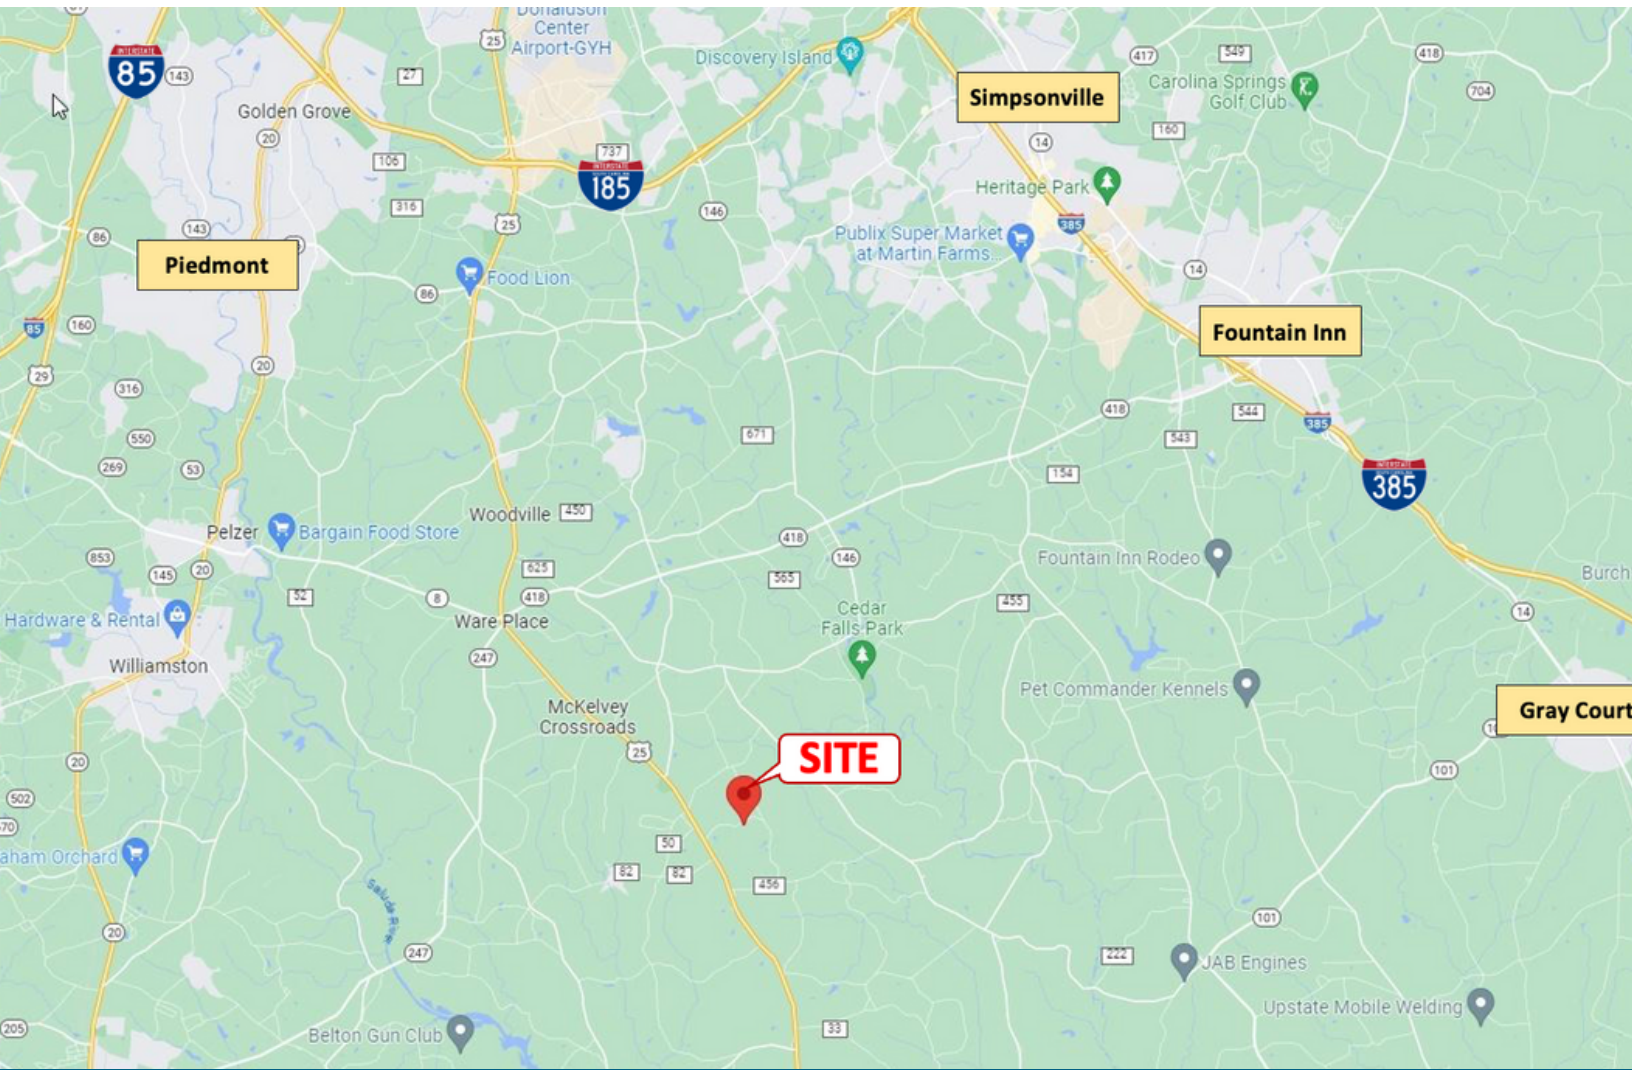 Donaldson
Center
Airport-GYH
25
INTERSTATE
85
143
27
Discovery Island
417
549
418
Simpsonville
Carolina Springs
Golf Club
704
Golden Grove
20
106
737
INTERSTATE
185
14
160
Heritage Park
316
146
25
143
86
Publix Super Market
at Martin Farms...
385
Piedmont
Food Lion
86
14
85
160
Fountain Inn
20
29
316
418
544
385
550
671
543
269
53
154
INTERSTATE
385
Woodville
450
Pelzer
Bargain Food Store
418
146
Fountain Inn Rodeo
853
145
20
625
565
Burch
52
8
418
455
Cedar
Falls Park
14
Hardware & Rental
Ware Place
Williamston
247
Pet Commander Kennels
McKelvey
Crossroads
Gray Court
25
SITE
20
101
502
50
aham Orchard
82
82
456
Saluda River
20
101
247
222
JAB Engines
Upstate Mobile Welding
205
Belton Gun Club
33